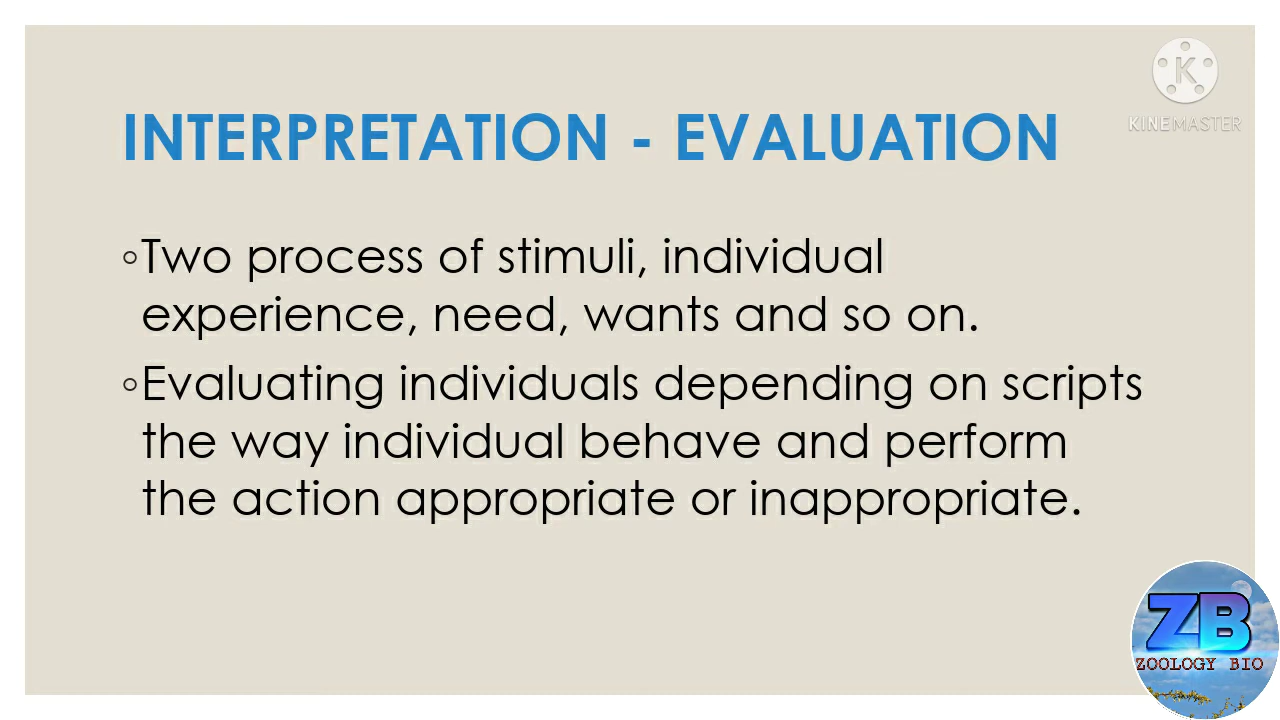 K
KINEMASTER
INTERPRETATION - EVALUATION
◦Two process of stimuli, individual
experience, need, wants and so on.
◦Evaluating individuals depending on scripts
the way individual behave and perform
the action appropriate or inappropriate.
ZB
ZOOLOGY BIO